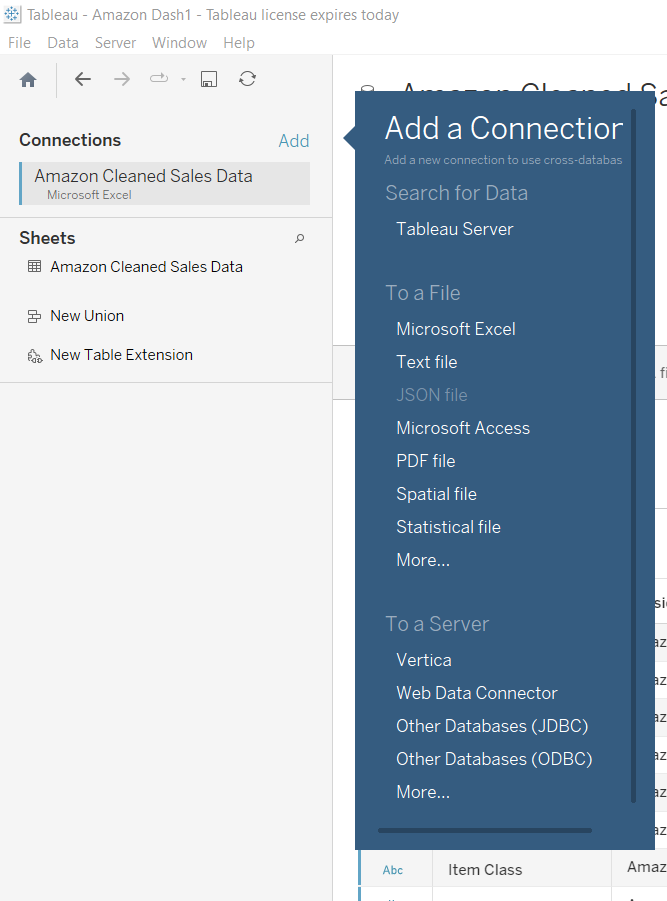 Tableau - Amazon Dash1 - Tableau license expires today
File Data Server Window Help
Connections Add
Amazon Cleaned Sales Data
Microsoft Excel
Sheets
Amazon Cleaned Sales Data
New Union
New Table Extension
Add a Connection
Add a new connection to use cross-databas
Search for Data
Tableau Server
To a File
Microsoft Excel
Text file
JSON file
Microsoft Access
PDF file
Spatial file
Statistical file
More...
To a Server
Vertica
Web Data Connector
Other Databases (JDBC)
Other Databases (ODBC)
More...
Abc Item Class Amaz